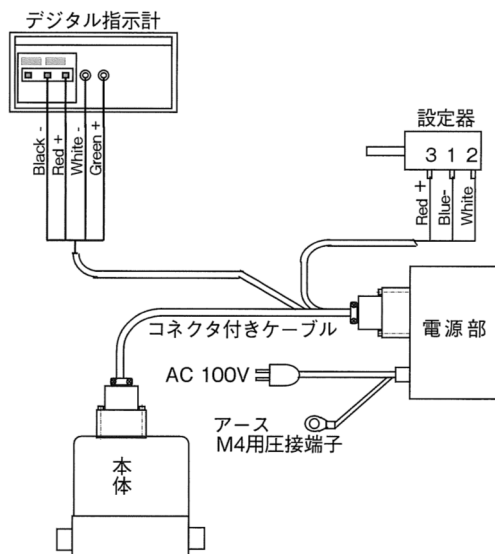 デジタル指示計
Black -
Red +
White -
Green +
設定器
3 1 2
Red +
Blue-
White
コネクタ付きケーブル
電源部
AC 100V
アース
M4用圧接端子
本体